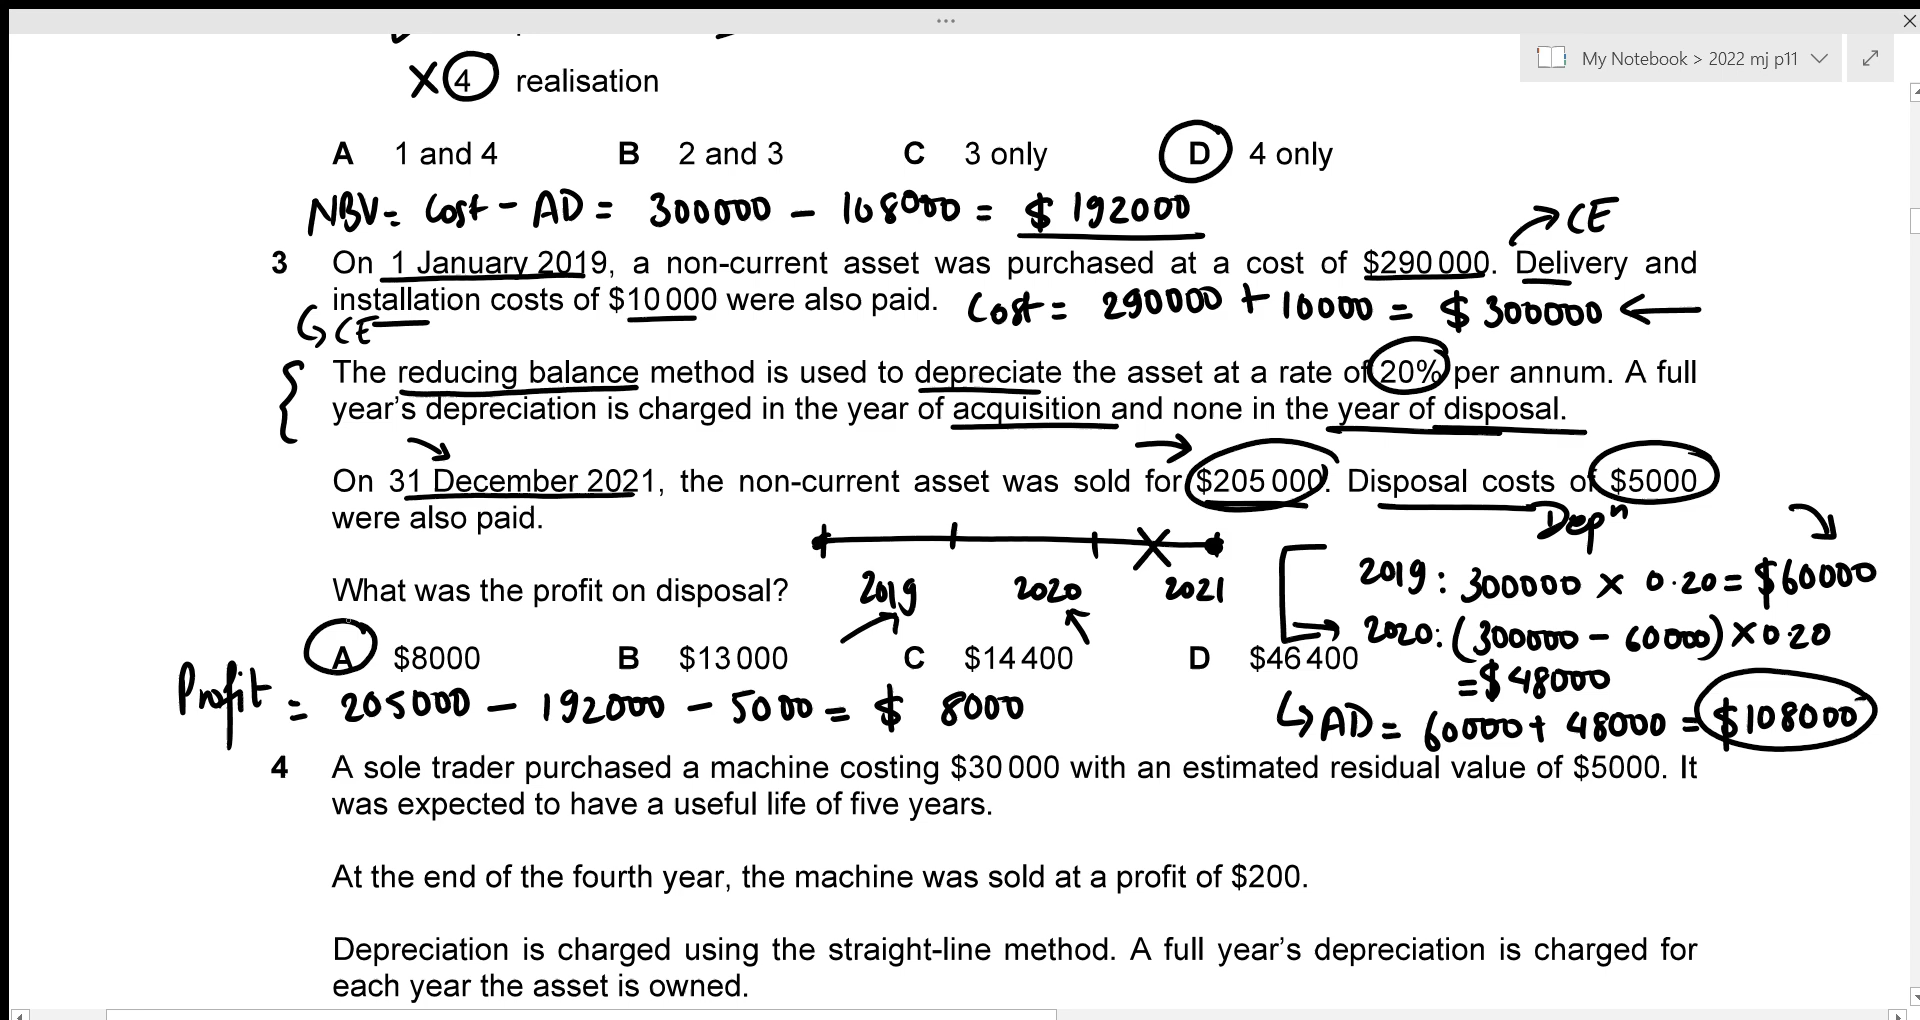 My Notebook > 2022 mj p11
X 4 realisation
A 1 and 4 B 2 and 3 C 3 only D 4 only
NBV = Cost - AD = 300000 - 108000 = $ 192000
→ CE
3 On 1 January 2019, a non-current asset was purchased at a cost of $290 000. Delivery and
installation costs of $10 000 were also paid. Cost = 290000 + 10000 = $ 300000 ←
↳ CE
The reducing balance method is used to depreciate the asset at a rate of 20% per annum. A full
year's depreciation is charged in the year of acquisition and none in the year of disposal.
On 31 December 2021, the non-current asset was sold for $205 000. Disposal costs of $5000
were also paid.
Depⁿ
2019 : 300000 X 0.20 = $60000
What was the profit on disposal? 2019 2020 2021
2020: (300000 - 60000) X 0.20
= $48000
A $8000 B $13 000 C $14 400 D $46 400
Profit = 205000 - 192000 - 5000 = $ 8000
↳ AD = 60000 + 48000 = $108000
4 A sole trader purchased a machine costing $30 000 with an estimated residual value of $5000. It
was expected to have a useful life of five years.
At the end of the fourth year, the machine was sold at a profit of $200.
Depreciation is charged using the straight-line method. A full year's depreciation is charged for
each year the asset is owned.